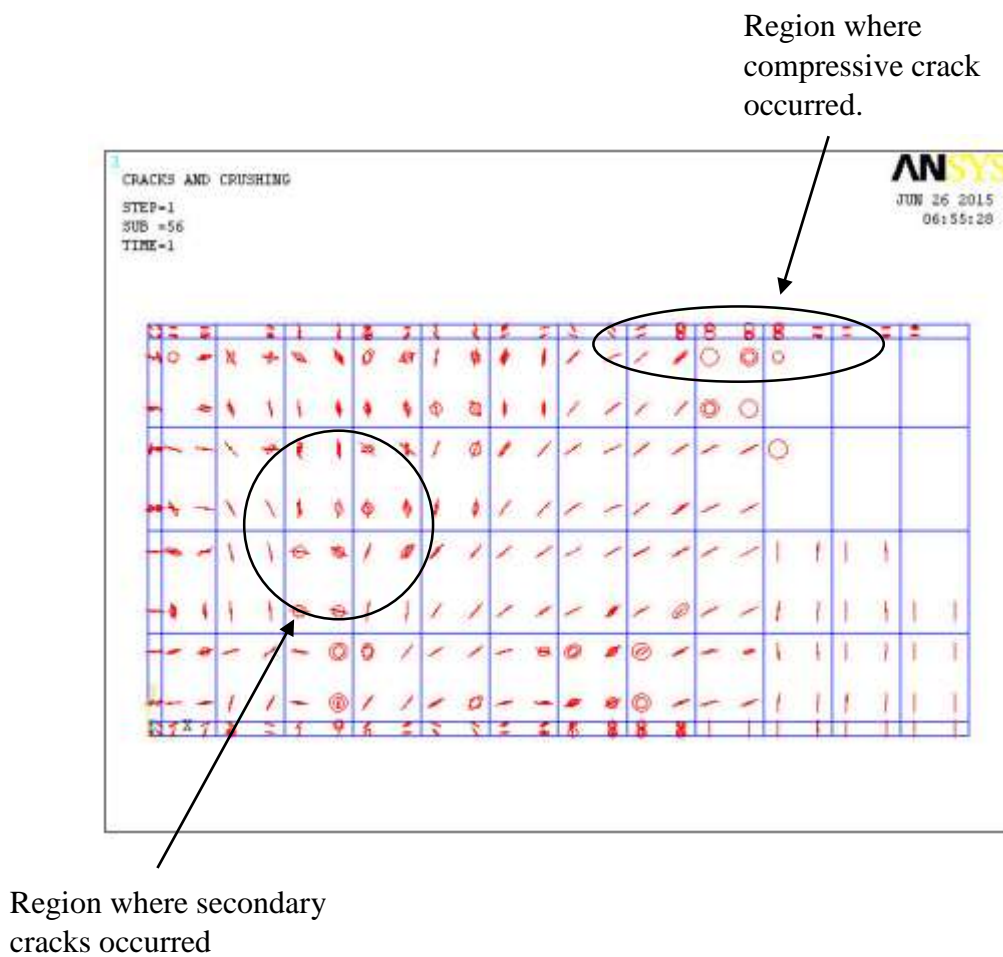 Region where
compressive crack
occurred.
1
CRACKS AND CRUSHING
STEP=1
SUB =56
TIME=1
ANSYS
JUN 26 2015
06:55:28
X
Region where secondary
cracks occurred